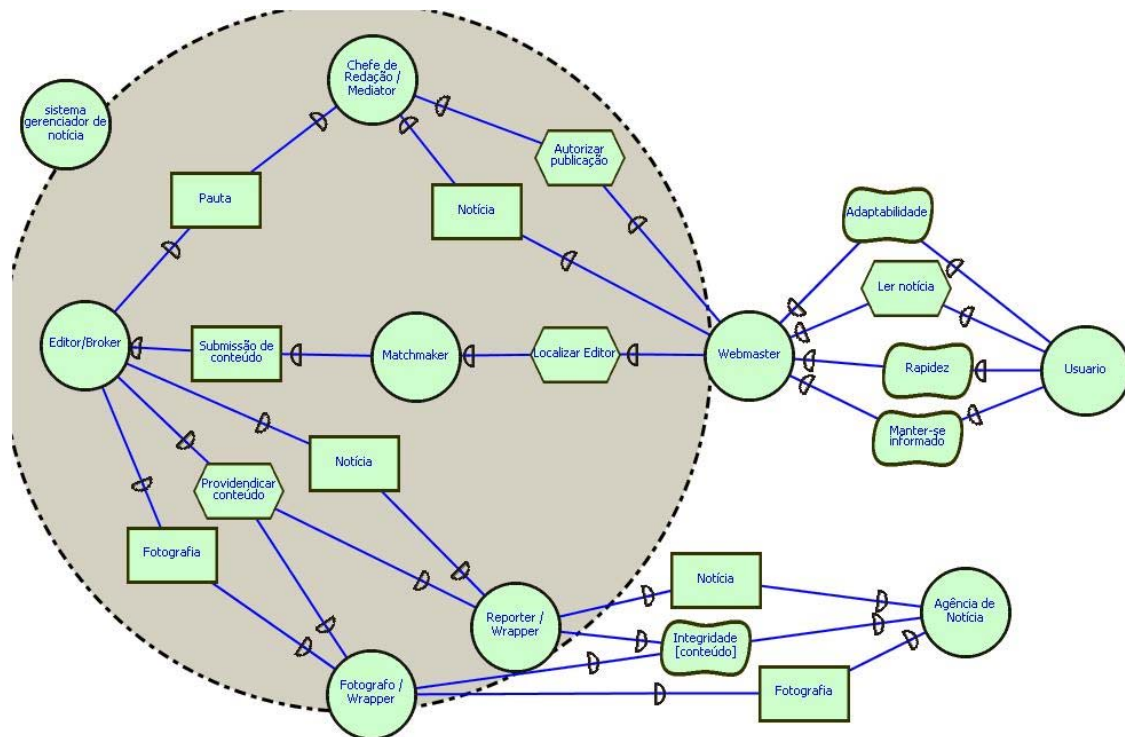 Chefe de
Redação /
Mediator
sistema
gerenciador de
notícia
Autorizar
publicação
Pauta
Notícia
Adaptabilidade
Ler notícia
Editor/Broker
Submissão de
conteúdo
Matchmaker
Localizar Editor
Webmaster
Rapidez
Usuario
Manter-se
informado
Notícia
Providendicar
conteúdo
Fotografia
Notícia
Reporter /
Wrapper
Agência de
Notícia
Integridade
[conteúdo]
Fotografo /
Wrapper
Fotografia